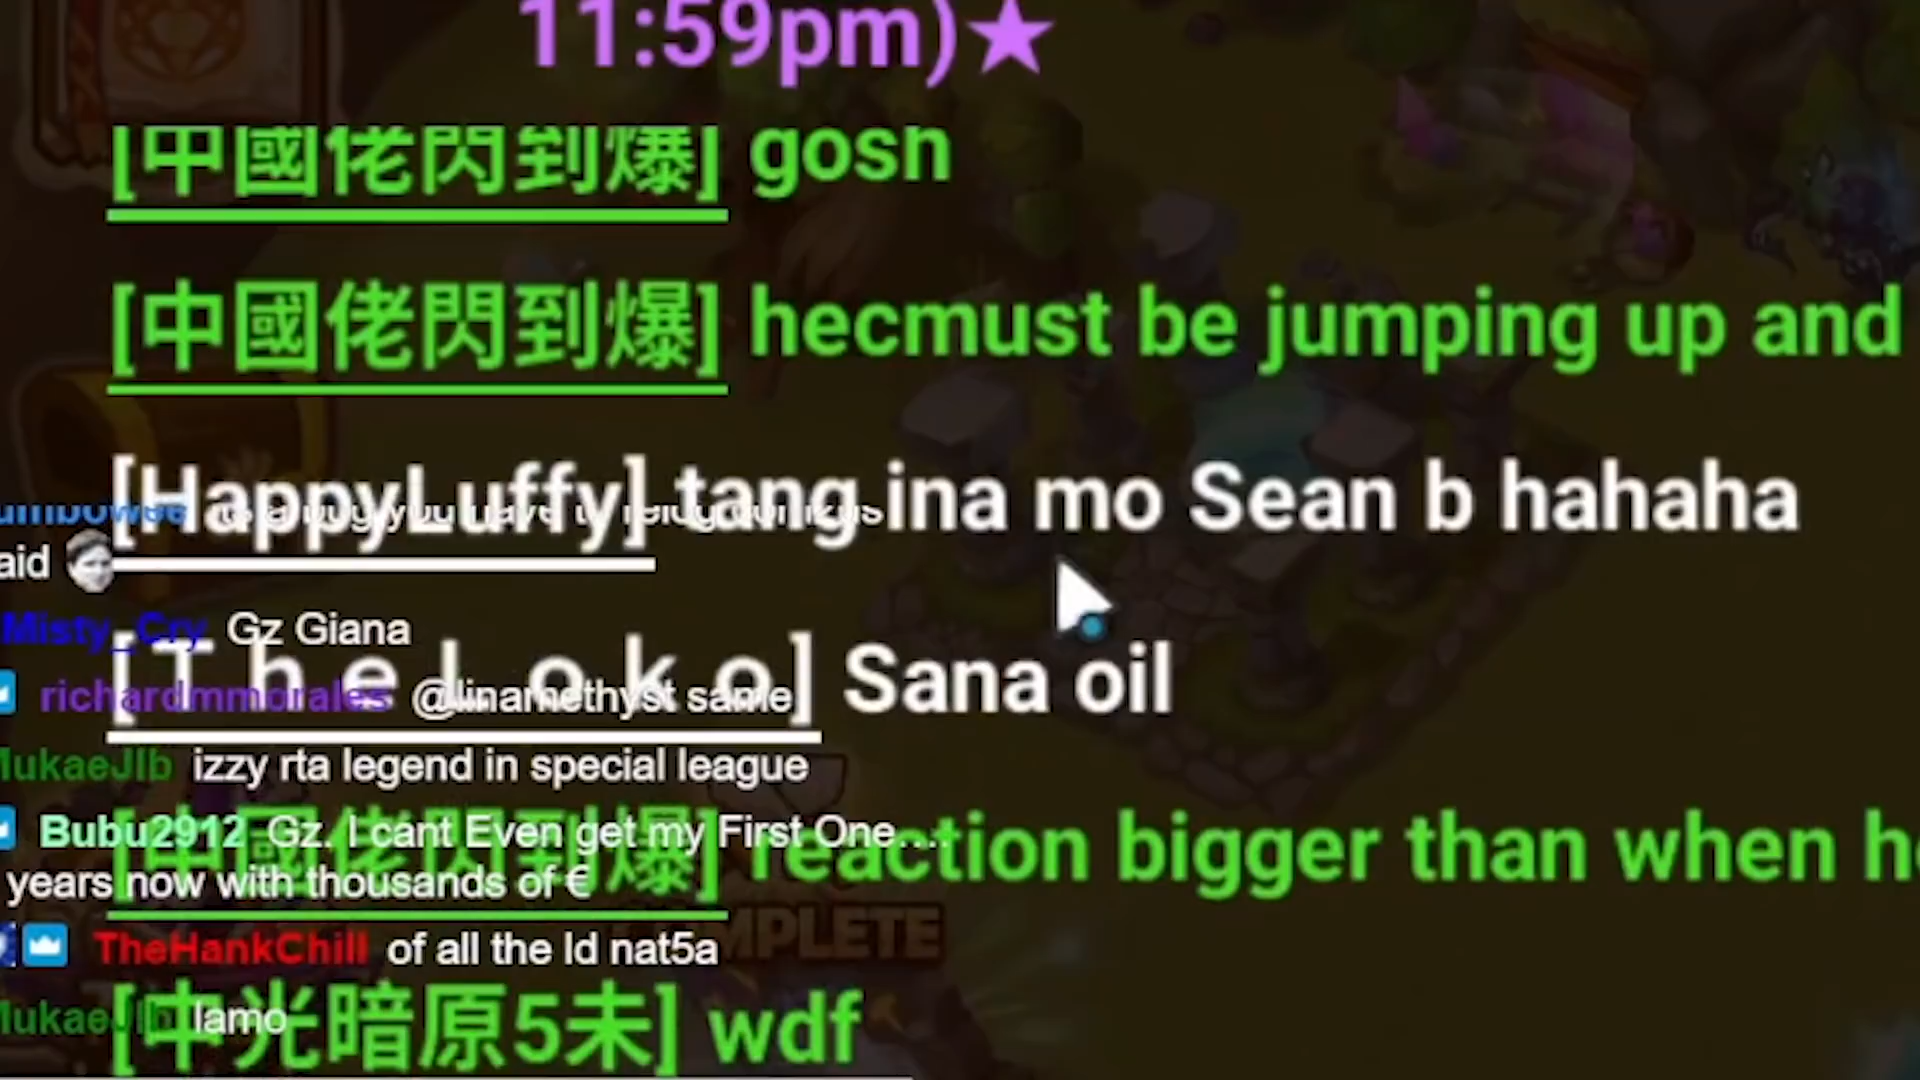 11:59pm)★
[中國佬閃到爆] gosn
[中國佬閃到爆] hecmust be jumping up and
[HappyLuffy] tang ina mo Sean b hahaha
aid
Misty_Cry Gz Giana
[T h e L o k o] Sana oil
richardmmorales @linamethyst same
MukaeJIb izzy rta legend in special league
Bubu2912 Gz. I cant Even get my First One....
[中國佬閃到爆] reaction bigger than when he
years now with thousands of €
MPLETE
TheHankChill of all the ld nat5a
MukaeJIb lamo
[中光暗原5未] wdf